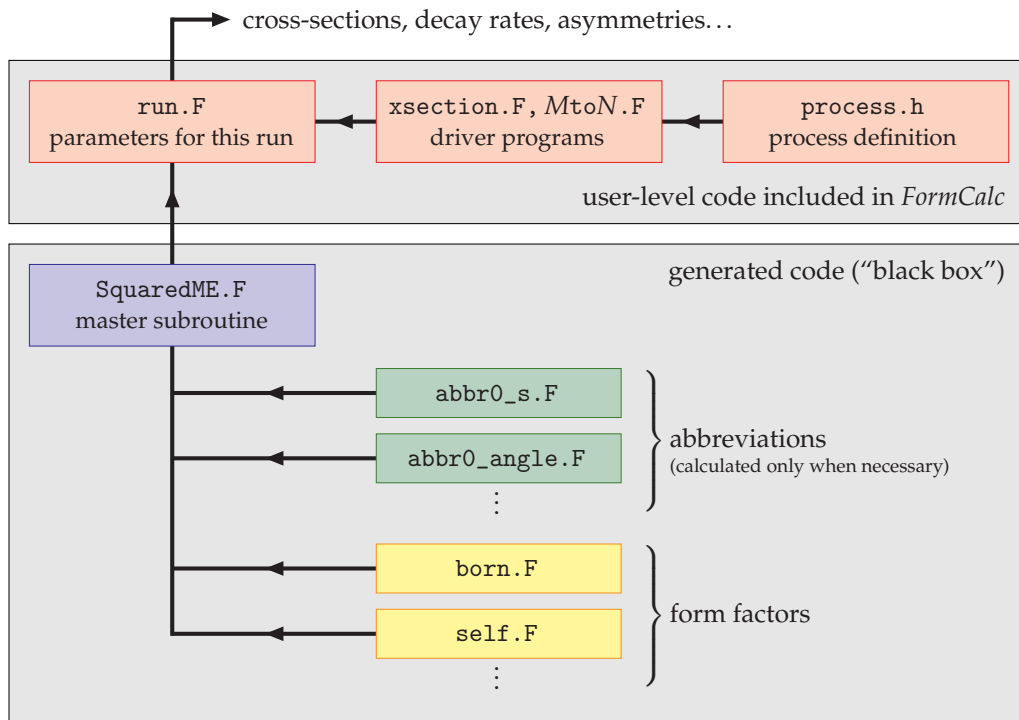 cross-sections, decay rates, asymmetries…
run.F
parameters for this run
xsection.F, MtoN.F
driver programs
process.h
process definition
user-level code included in FormCalc
generated code (“black box”)
SquaredME.F
master subroutine
abbr0_s.F
abbr0_angle.F
⋮
abbreviations
(calculated only when necessary)
born.F
self.F
⋮
form factors